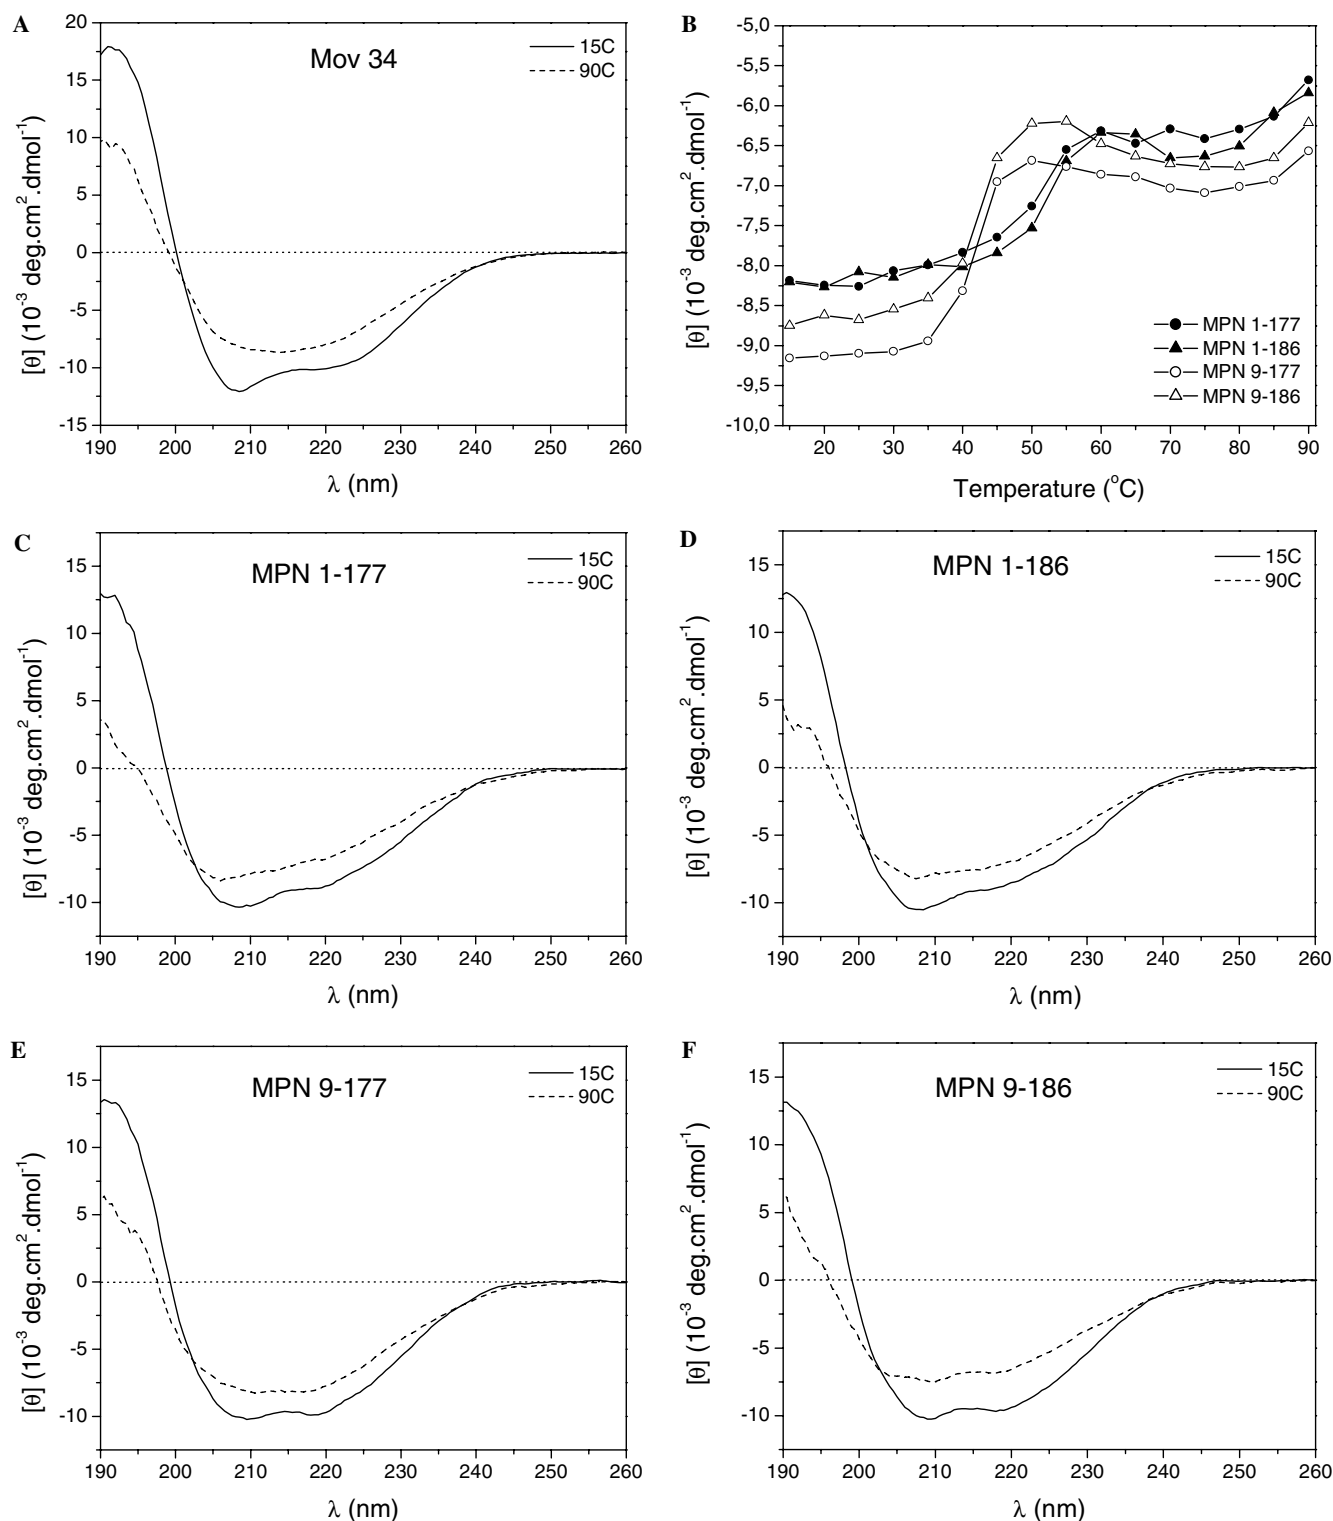 A
Mov 34
15C
90C
20
15
10
5
0
-5
-10
-15
[θ] (10⁻³ deg.cm².dmol⁻¹)
190 200 210 220 230 240 250 260
λ (nm)
B
-5,0
-5,5
-6,0
-6,5
-7,0
-7,5
-8,0
-8,5
-9,0
-9,5
-10,0
[θ] (10⁻³ deg.cm².dmol⁻¹)
MPN 1-177
MPN 1-186
MPN 9-177
MPN 9-186
20 30 40 50 60 70 80 90
Temperature (°C)
C
MPN 1-177
15C
90C
15
10
5
0
-5
-10
[θ] (10⁻³ deg.cm².dmol⁻¹)
190 200 210 220 230 240 250 260
λ (nm)
D
MPN 1-186
15C
90C
15
10
5
0
-5
-10
[θ] (10⁻³ deg.cm².dmol⁻¹)
190 200 210 220 230 240 250 260
λ (nm)
E
MPN 9-177
15C
90C
15
10
5
0
-5
-10
[θ] (10⁻³ deg.cm².dmol⁻¹)
190 200 210 220 230 240 250 260
λ (nm)
F
MPN 9-186
15C
90C
15
10
5
0
-5
-10
[θ] (10⁻³ deg.cm².dmol⁻¹)
190 200 210 220 230 240 250 260
λ (nm)